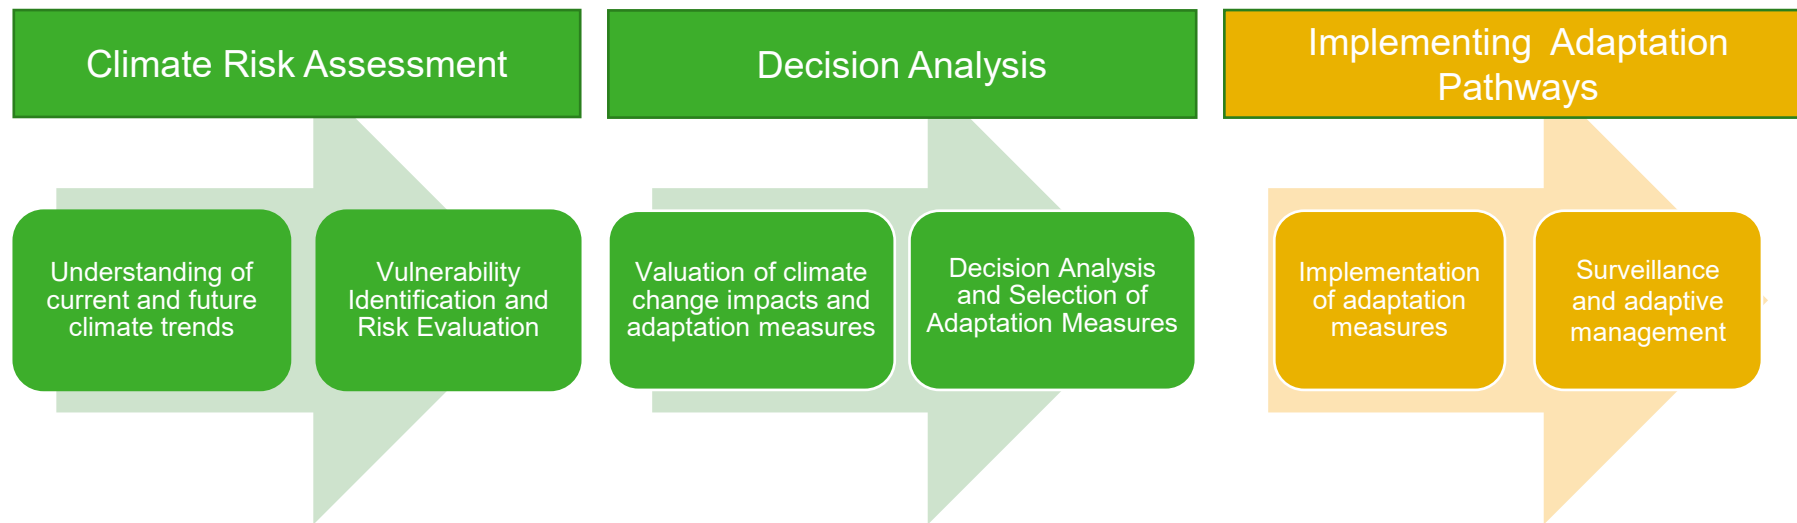 Climate Risk Assessment
Decision Analysis
Implementing  Adaptation
Pathways
Understanding of
current and future
climate trends
Vulnerability
Identification and
Risk Evaluation
Valuation of climate
change impacts and
adaptation measures
Decision Analysis
and Selection of
Adaptation Measures
Implementation
of adaptation
measures
Surveillance
and adaptive
management